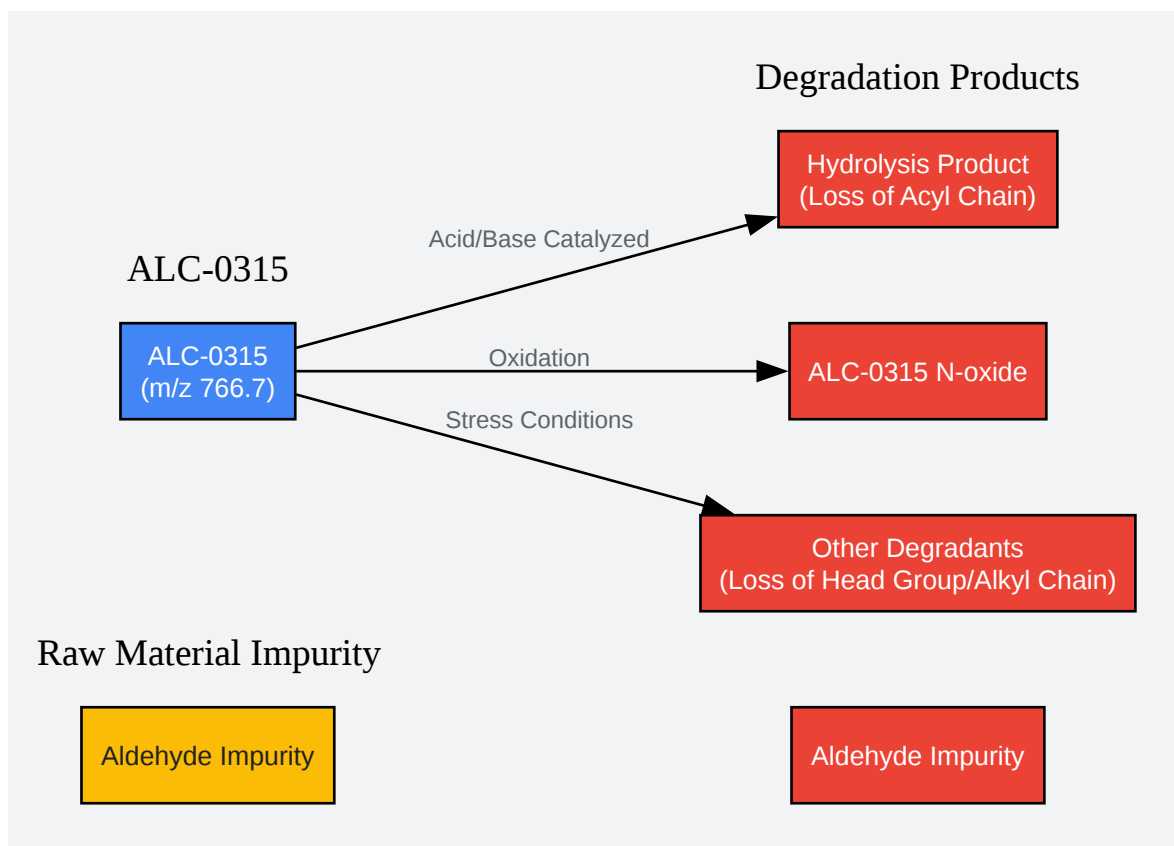 Degradation Products
Hydrolysis Product
(Loss of Acyl Chain)
Acid/Base Catalyzed
ALC-0315
ALC-0315
(m/z 766.7)
Oxidation
ALC-0315 N-oxide
Stress Conditions
Other Degradants
(Loss of Head Group/Alkyl Chain)
Raw Material Impurity
Aldehyde Impurity
Aldehyde Impurity